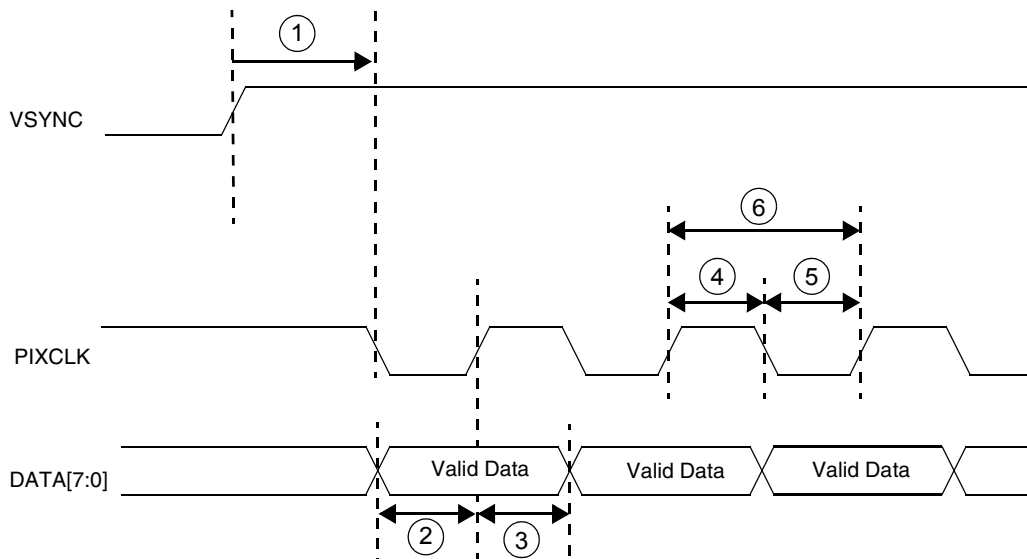 1
VSYNC
6
4 5
PIXCLK
DATA[7:0] Valid Data Valid Data Valid Data
2 3